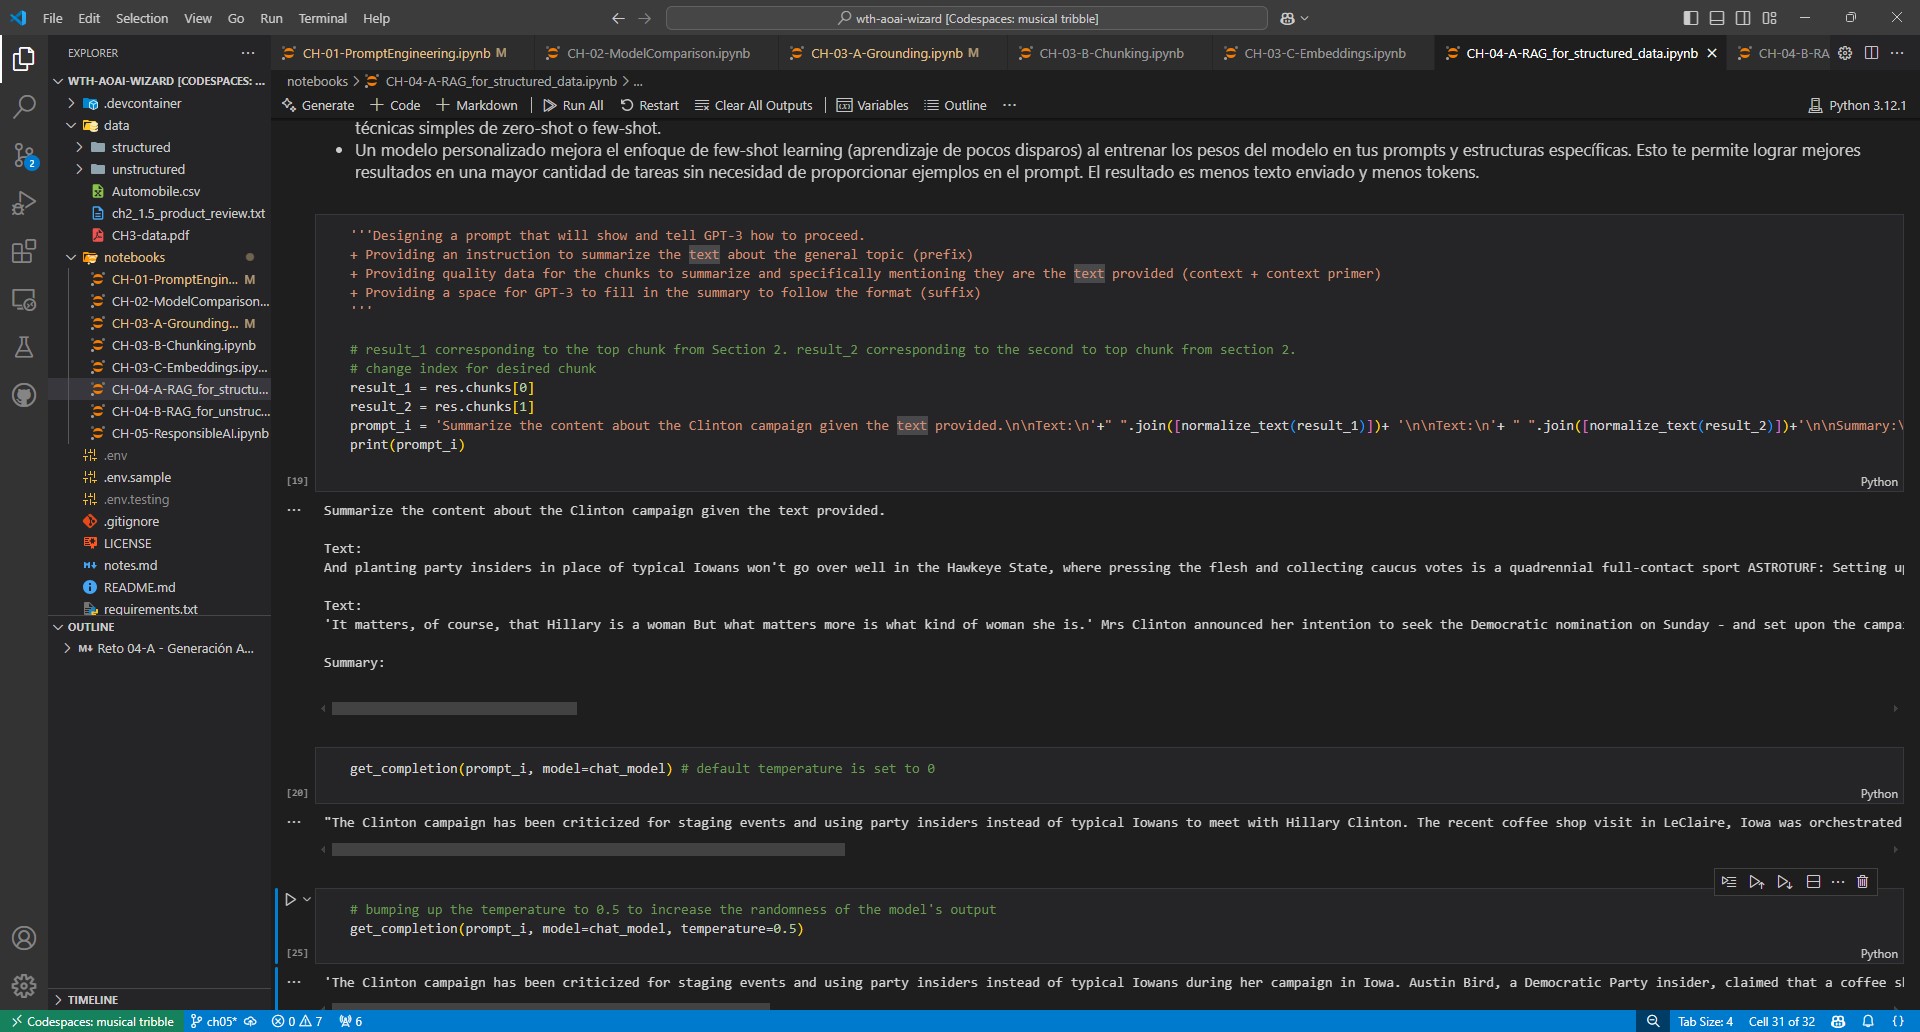 File Edit Selection View Go Run Terminal Help
wth-aoai-wizard [Codespaces: musical tribble]
EXPLORER
CH-01-PromptEngineering.ipynb M
CH-02-ModelComparison.ipynb
CH-03-A-Grounding.ipynb M
CH-03-B-Chunking.ipynb
CH-03-C-Embeddings.ipynb
CH-04-A-RAG_for_structured_data.ipynb
CH-04-B-RA
WTH-AOAI-WIZARD [CODESPACES: ...
notebooks > CH-04-A-RAG_for_structured_data.ipynb > ...
Generate + Code + Markdown Run All Restart Clear All Outputs Variables Outline ... Python 3.12.1
.devcontainer
data
structured
unstructured
Automobile.csv
ch2_1.5_product_review.txt
CH3-data.pdf
notebooks
CH-01-PromptEngin... M
CH-02-ModelComparison...
CH-03-A-Grounding... M
CH-03-B-Chunking.ipynb
CH-03-C-Embeddings.ipy...
CH-04-A-RAG_for_structu...
CH-04-B-RAG_for_unstruc...
CH-05-ResponsibleAI.ipynb
.env
.env.sample
.env.testing
.gitignore
LICENSE
notes.md
README.md
requirements.txt
OUTLINE
Reto 04-A - Generación A...
TIMELINE
técnicas simples de zero-shot o few-shot.
• Un modelo personalizado mejora el enfoque de few-shot learning (aprendizaje de pocos disparos) al entrenar los pesos del modelo en tus prompts y estructuras específicas. Esto te permite lograr mejores
resultados en una mayor cantidad de tareas sin necesidad de proporcionar ejemplos en el prompt. El resultado es menos texto enviado y menos tokens.
'''Designing a prompt that will show and tell GPT-3 how to proceed.
+ Providing an instruction to summarize the text about the general topic (prefix)
+ Providing quality data for the chunks to summarize and specifically mentioning they are the text provided (context + context primer)
+ Providing a space for GPT-3 to fill in the summary to follow the format (suffix)
'''
# result_1 corresponding to the top chunk from Section 2. result_2 corresponding to the second to top chunk from section 2.
# change index for desired chunk
result_1 = res.chunks[0]
result_2 = res.chunks[1]
prompt_i = 'Summarize the content about the Clinton campaign given the text provided.\n\nText:\n'+" ".join([normalize_text(result_1)])+ '\n\nText:\n'+ " ".join([normalize_text(result_2)])+'\n\nSummary:\
print(prompt_i)
[19] Python
Summarize the content about the Clinton campaign given the text provided.
Text:
And planting party insiders in place of typical Iowans won't go over well in the Hawkeye State, where pressing the flesh and collecting caucus votes is a quadrennial full-contact sport ASTROTURF: Setting up
Text:
'It matters, of course, that Hillary is a woman But what matters more is what kind of woman she is.' Mrs Clinton announced her intention to seek the Democratic nomination on Sunday - and set upon the campa
Summary:
get_completion(prompt_i, model=chat_model) # default temperature is set to 0
[20] Python
"The Clinton campaign has been criticized for staging events and using party insiders instead of typical Iowans to meet with Hillary Clinton. The recent coffee shop visit in LeClaire, Iowa was orchestrated
# bumping up the temperature to 0.5 to increase the randomness of the model's output
get_completion(prompt_i, model=chat_model, temperature=0.5)
[25] Python
'The Clinton campaign has been criticized for staging events and using party insiders instead of typical Iowans during her campaign in Iowa. Austin Bird, a Democratic Party insider, claimed that a coffee s
Codespaces: musical tribble ch05* 0 7 6 Tab Size: 4 Cell 31 of 32